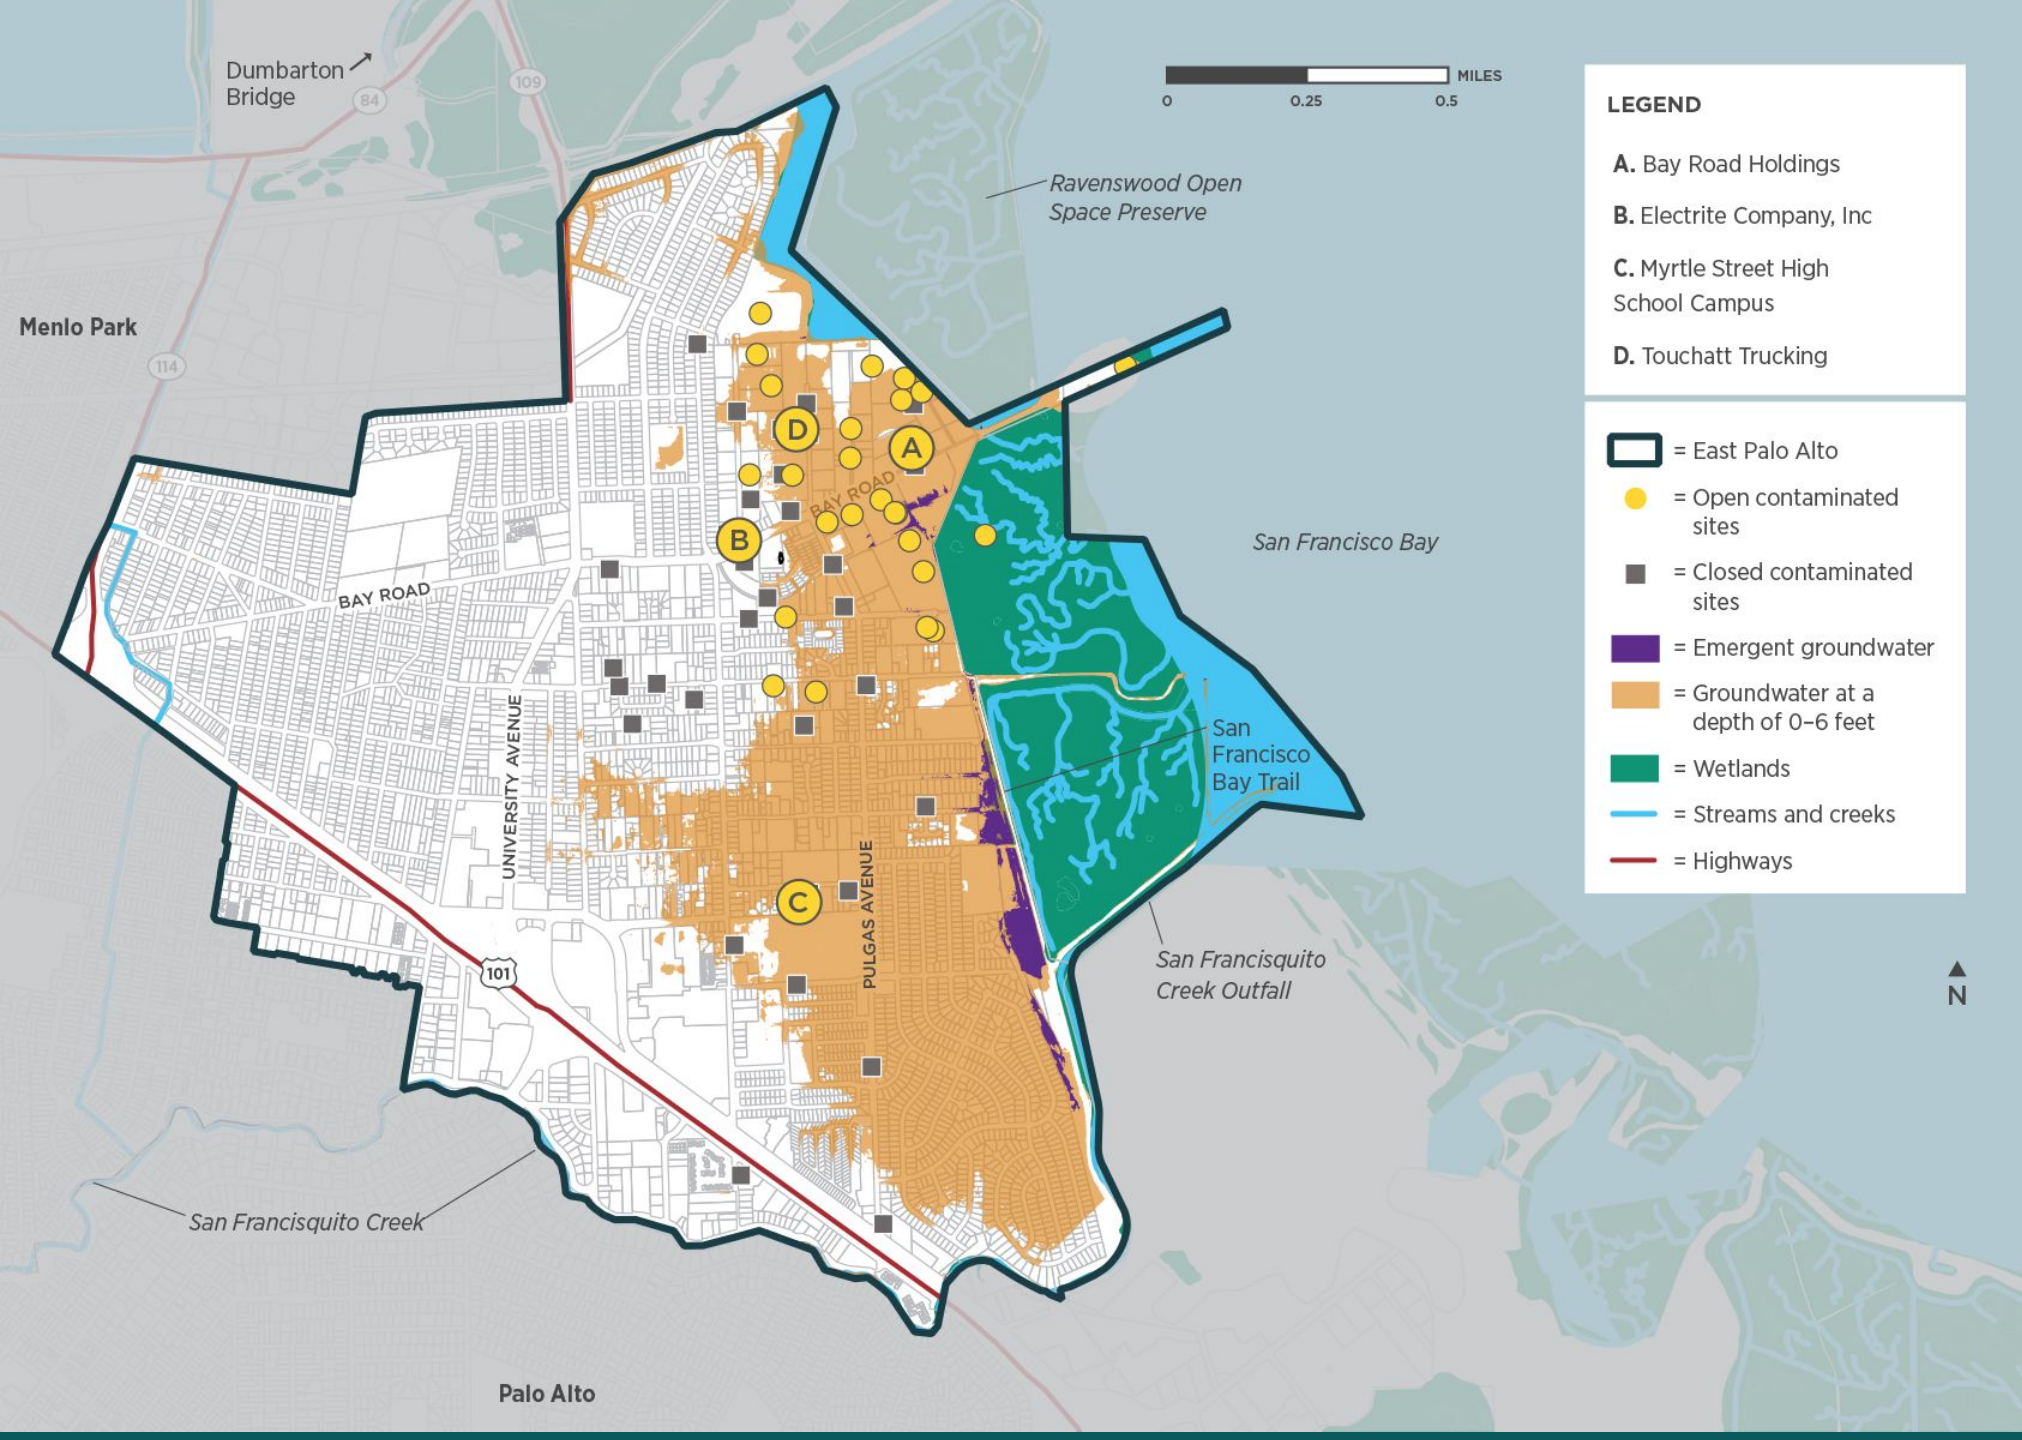 Dumbarton
Bridge
84
109
MILES
0
0.25
0.5
Ravenswood Open
Space Preserve
Menlo Park
114
D
A
BAY ROAD
B
San Francisco Bay
BAY ROAD
UNIVERSITY AVENUE
San
Francisco
Bay Trail
PULGAS AVENUE
C
101
San Francisquito
Creek Outfall
San Francisquito Creek
Palo Alto
N
LEGEND
A. Bay Road Holdings
B. Electrite Company, Inc
C. Myrtle Street High
School Campus
D. Touchatt Trucking
= East Palo Alto
= Open contaminated
sites
= Closed contaminated
sites
= Emergent groundwater
= Groundwater at a
depth of 0–6 feet
= Wetlands
= Streams and creeks
= Highways